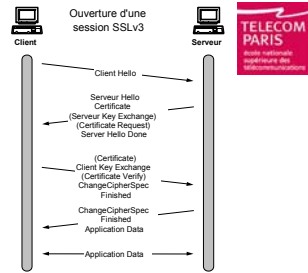 Ouverture d'une
session SSLv3
Client
Serveur
TELECOM
PARIS
école nationale
supérieure des
télécommunications
Client Hello
Serveur Hello
Certificate
(Serveur Key Exchange)
(Certificate Request)
Server Hello Done
(Certificate)
Client Key Exchange
(Certificate Verify)
ChangeCipherSpec
Finished
ChangeCipherSpec
Finished
Application Data
Application Data